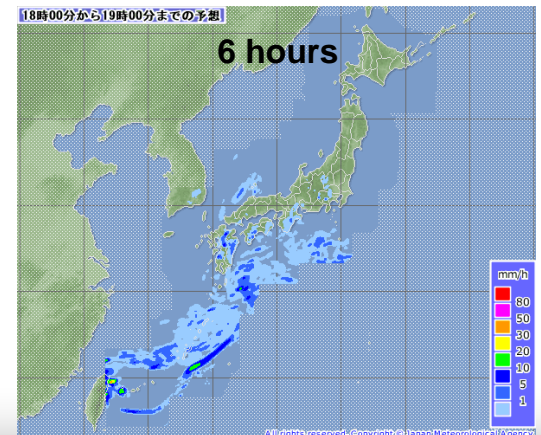 18時00分から19時00分までの予想
6 hours
mm/h
80
50
30
20
10
5
1
All rights reserved. Copyright © Japan Meteorological Agency